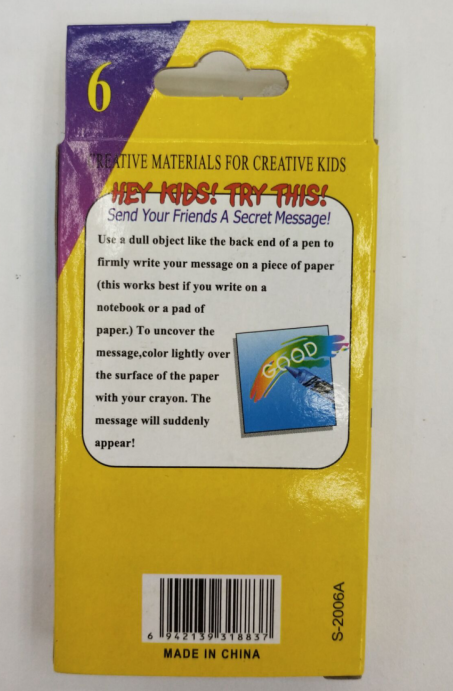 6
CREATIVE MATERIALS FOR CREATIVE KIDS
HEY KIDS! TRY THIS!
Send Your Friends A Secret Message!
Use a dull object like the back end of a pen to
firmly write your message on a piece of paper
(this works best if you write on a
notebook or a pad of
paper.) To uncover the
message,color lightly over
the surface of the paper
with your crayon. The
message will suddenly
appear!
GOOD
6 942139 318837
MADE IN CHINA
S-2006A